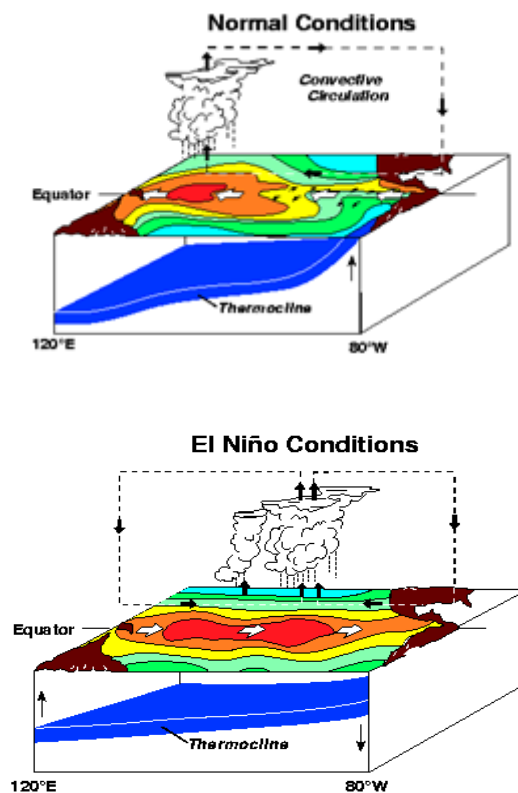 Normal Conditions
Convective
Circulation
Equator
Thermocline
120°E
80°W
El Niño Conditions
Equator
Thermocline
120°E
80°W